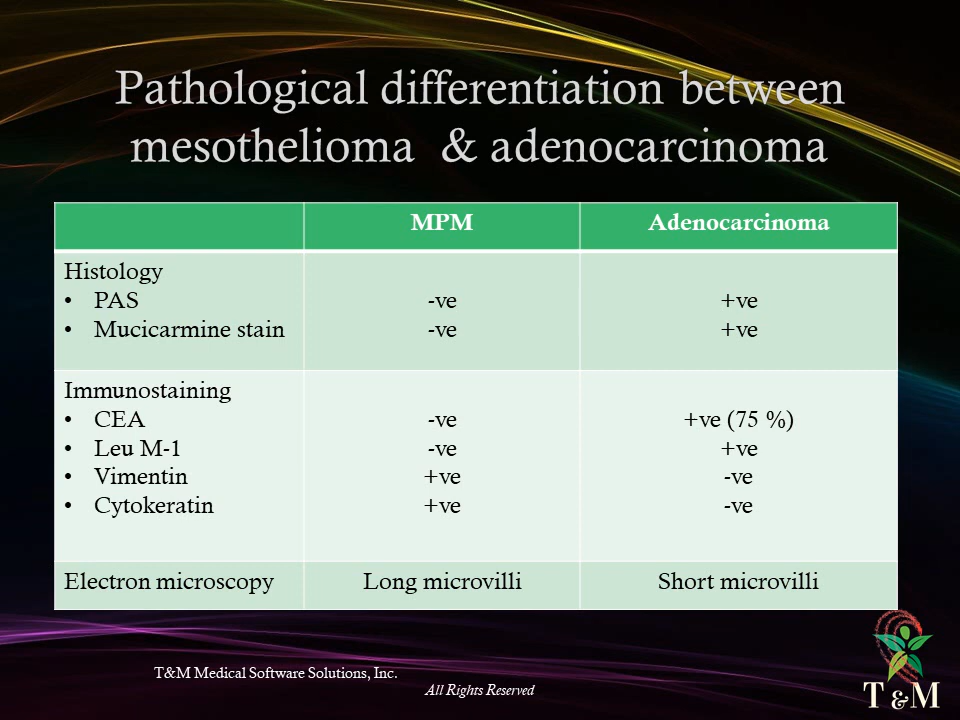 Pathological differentiation between
mesothelioma & adenocarcinoma
MPM Adenocarcinoma
Histology
• PAS -ve +ve
• Mucicarmine stain -ve +ve
Immunostaining
• CEA -ve +ve (75 %)
• Leu M-1 -ve +ve
• Vimentin +ve -ve
• Cytokeratin +ve -ve
Electron microscopy Long microvilli Short microvilli
T&M Medical Software Solutions, Inc.
All Rights Reserved
T & M